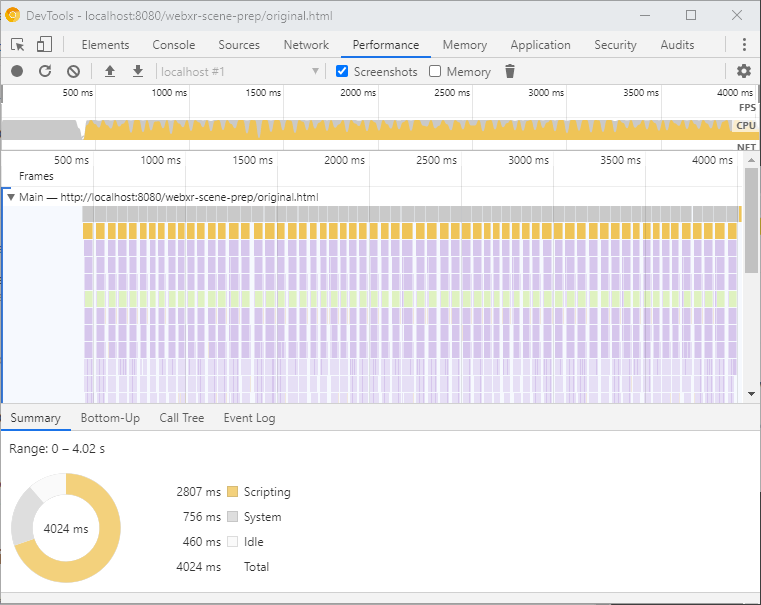 DevTools - localhost:8080/webxr-scene-prep/original.html
Elements Console Sources Network Performance Memory Application Security Audits
localhost #1 Screenshots Memory
500 ms 1000 ms 1500 ms 2000 ms 2500 ms 3000 ms 3500 ms 4000 ms
FPS
CPU
NET
500 ms 1000 ms 1500 ms 2000 ms 2500 ms 3000 ms 3500 ms 4000 ms
Frames
Main — http://localhost:8080/webxr-scene-prep/original.html
Summary Bottom-Up Call Tree Event Log
Range: 0 – 4.02 s
4024 ms
2807 ms Scripting
756 ms System
460 ms Idle
4024 ms Total